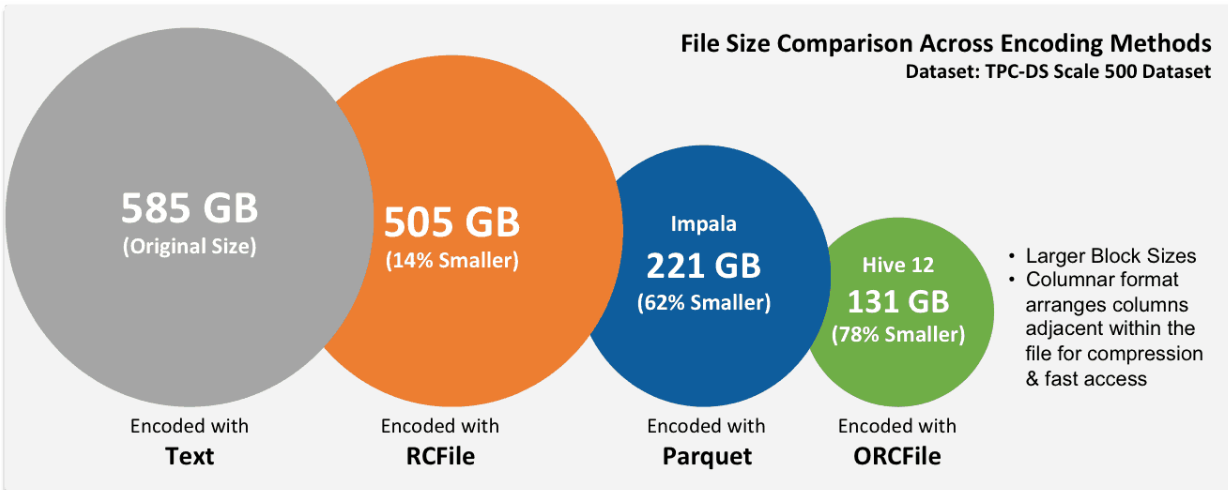 File Size Comparison Across Encoding Methods
Dataset: TPC-DS Scale 500 Dataset
585 GB
(Original Size)
505 GB
(14% Smaller)
Impala
221 GB
(62% Smaller)
Hive 12
131 GB
(78% Smaller)
• Larger Block Sizes
• Columnar format
arranges columns
adjacent within the
file for compression
& fast access
Encoded with
Text
Encoded with
RCFile
Encoded with
Parquet
Encoded with
ORCFile